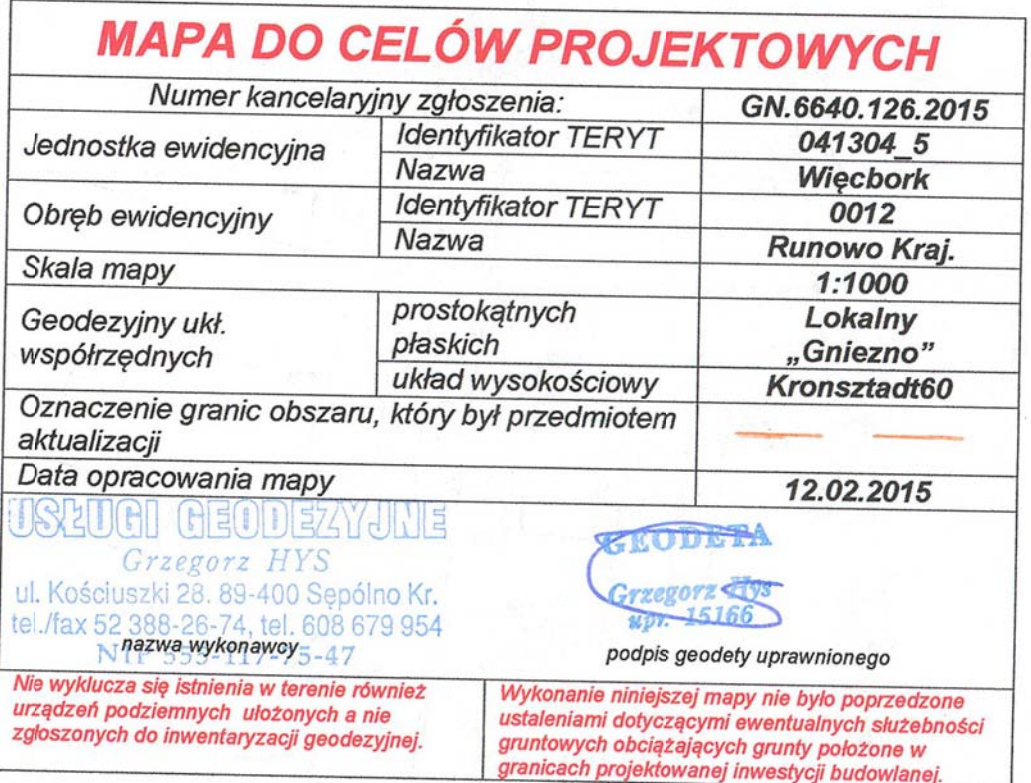 MAPA DO CELÓW PROJEKTOWYCH
Numer kancelaryjny zgłoszenia: GN.6640.126.2015
Jednostka ewidencyjna Identyfikator TERYT 041304_5
Nazwa Więcbork
Obręb ewidencyjny Identyfikator TERYT 0012
Nazwa Runowo Kraj.
Skala mapy 1:1000
Geodezyjny ukł. współrzędnych prostokątnych płaskich Lokalny „Gniezno”
układ wysokościowy Kronsztadt60
Oznaczenie granic obszaru, który był przedmiotem
aktualizacji
Data opracowania mapy 12.02.2015
USŁUGI GEODEZYJNE
Grzegorz HYS
ul. Kościuszki 28. 89-400 Sępólno Kr.
tel./fax 52 388-26-74, tel. 608 679 954
NIP 555-117-75-47
nazwa wykonawcy
GEODETA
Grzegorz Hys
upr. 15166
podpis geodety uprawnionego
Nie wyklucza się istnienia w terenie również
urządzeń podziemnych ułożonych a nie
zgłoszonych do inwentaryzacji geodezyjnej.
Wykonanie niniejszej mapy nie było poprzedzone
ustaleniami dotyczącymi ewentualnych służebności
gruntowych obciążających grunty położone w
granicach projektowanej inwestycji budowlanej.